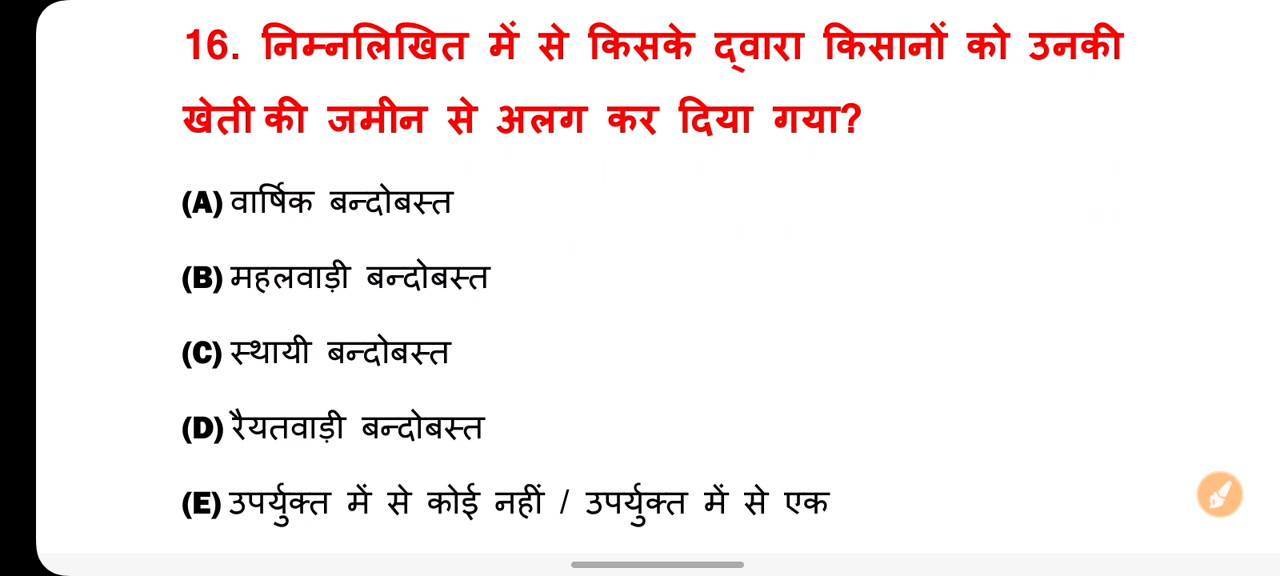 16. निम्नलिखित में से किसके द्वारा किसानों को उनकी
खेती की जमीन से अलग कर दिया गया?
(A) वार्षिक बन्दोबस्त
(B) महलवाड़ी बन्दोबस्त
(C) स्थायी बन्दोबस्त
(D) रैयतवाड़ी बन्दोबस्त
(E) उपर्युक्त में से कोई नहीं / उपर्युक्त में से एक